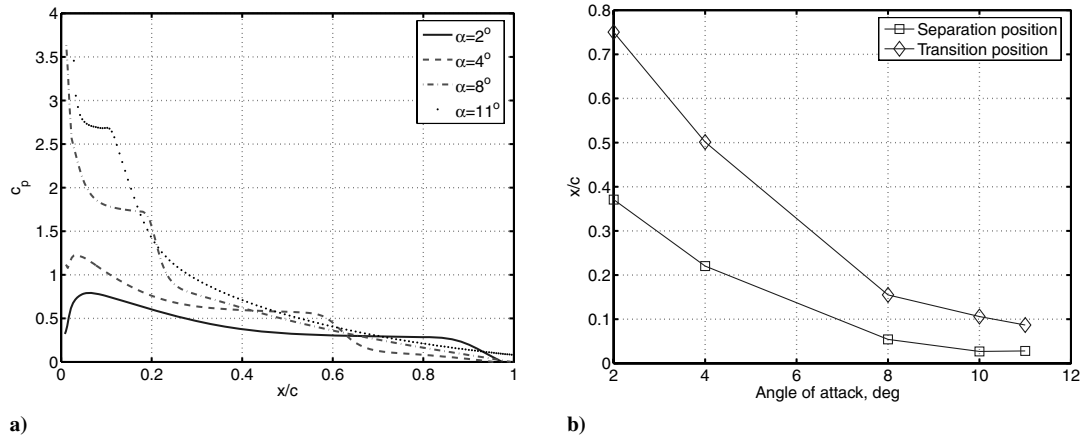 4
3.5
3
2.5
2
1.5
1
0.5
0
c_p
0
0.2
0.4
0.6
0.8
1
x/c
α=2°
α=4°
α=8°
α=11°
a)
0.8
0.7
0.6
0.5
0.4
0.3
0.2
0.1
0
x/c
2
4
6
8
10
12
Angle of attack, deg
Separation position
Transition position
b)